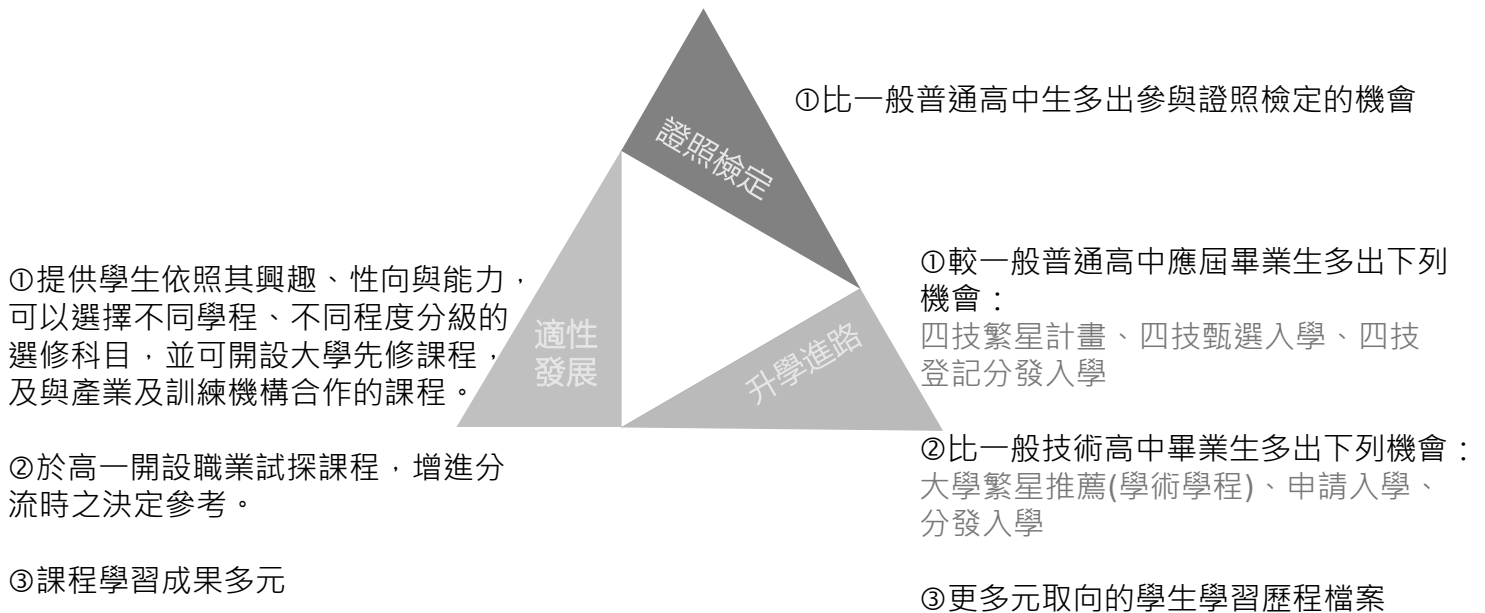 ①比一般普通高中生多出參與證照檢定的機會
證照檢定
①提供學生依照其興趣、性向與能力，
可以選擇不同學程、不同程度分級的
選修科目，並可開設大學先修課程，
及與產業及訓練機構合作的課程。
②於高一開設職業試探課程，增進分
流時之決定參考。
③課程學習成果多元
適性
發展
升學進路
①較一般普通高中應屆畢業生多出下列
機會：
四技繁星計畫、四技甄選入學、四技
登記分發入學
②比一般技術高中畢業生多出下列機會：
大學繁星推薦(學術學程)、申請入學、
分發入學
③更多元取向的學生學習歷程檔案